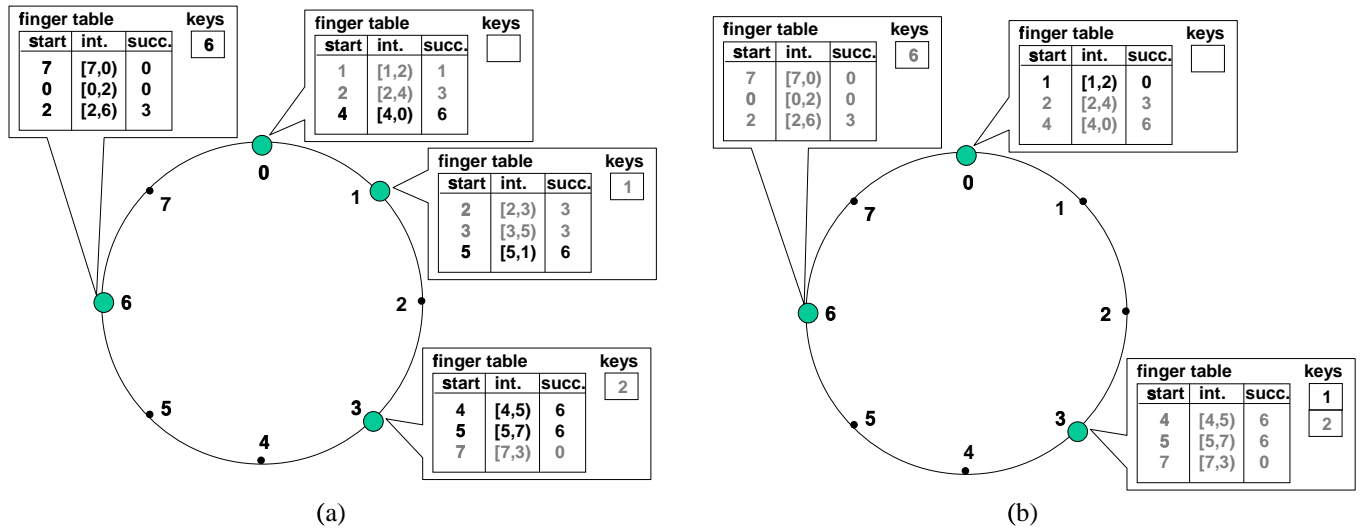 finger table keys
start int. succ. 6
7 [7,0) 0
0 [0,2) 0
2 [2,6) 3
finger table keys
start int. succ.
1 [1,2) 1
2 [2,4) 3
4 [4,0) 6
finger table keys
start int. succ. 1
2 [2,3) 3
3 [3,5) 3
5 [5,1) 6
finger table keys
start int. succ. 2
4 [4,5) 6
5 [5,7) 6
7 [7,3) 0
0
1
2
3
4
5
6
7
(a)
finger table keys
start int. succ. 6
7 [7,0) 0
0 [0,2) 0
2 [2,6) 3
finger table keys
start int. succ.
1 [1,2) 0
2 [2,4) 3
4 [4,0) 6
finger table keys
start int. succ. 1
4 [4,5) 6 2
5 [5,7) 6
7 [7,3) 0
0
1
2
3
4
5
6
7
(b)